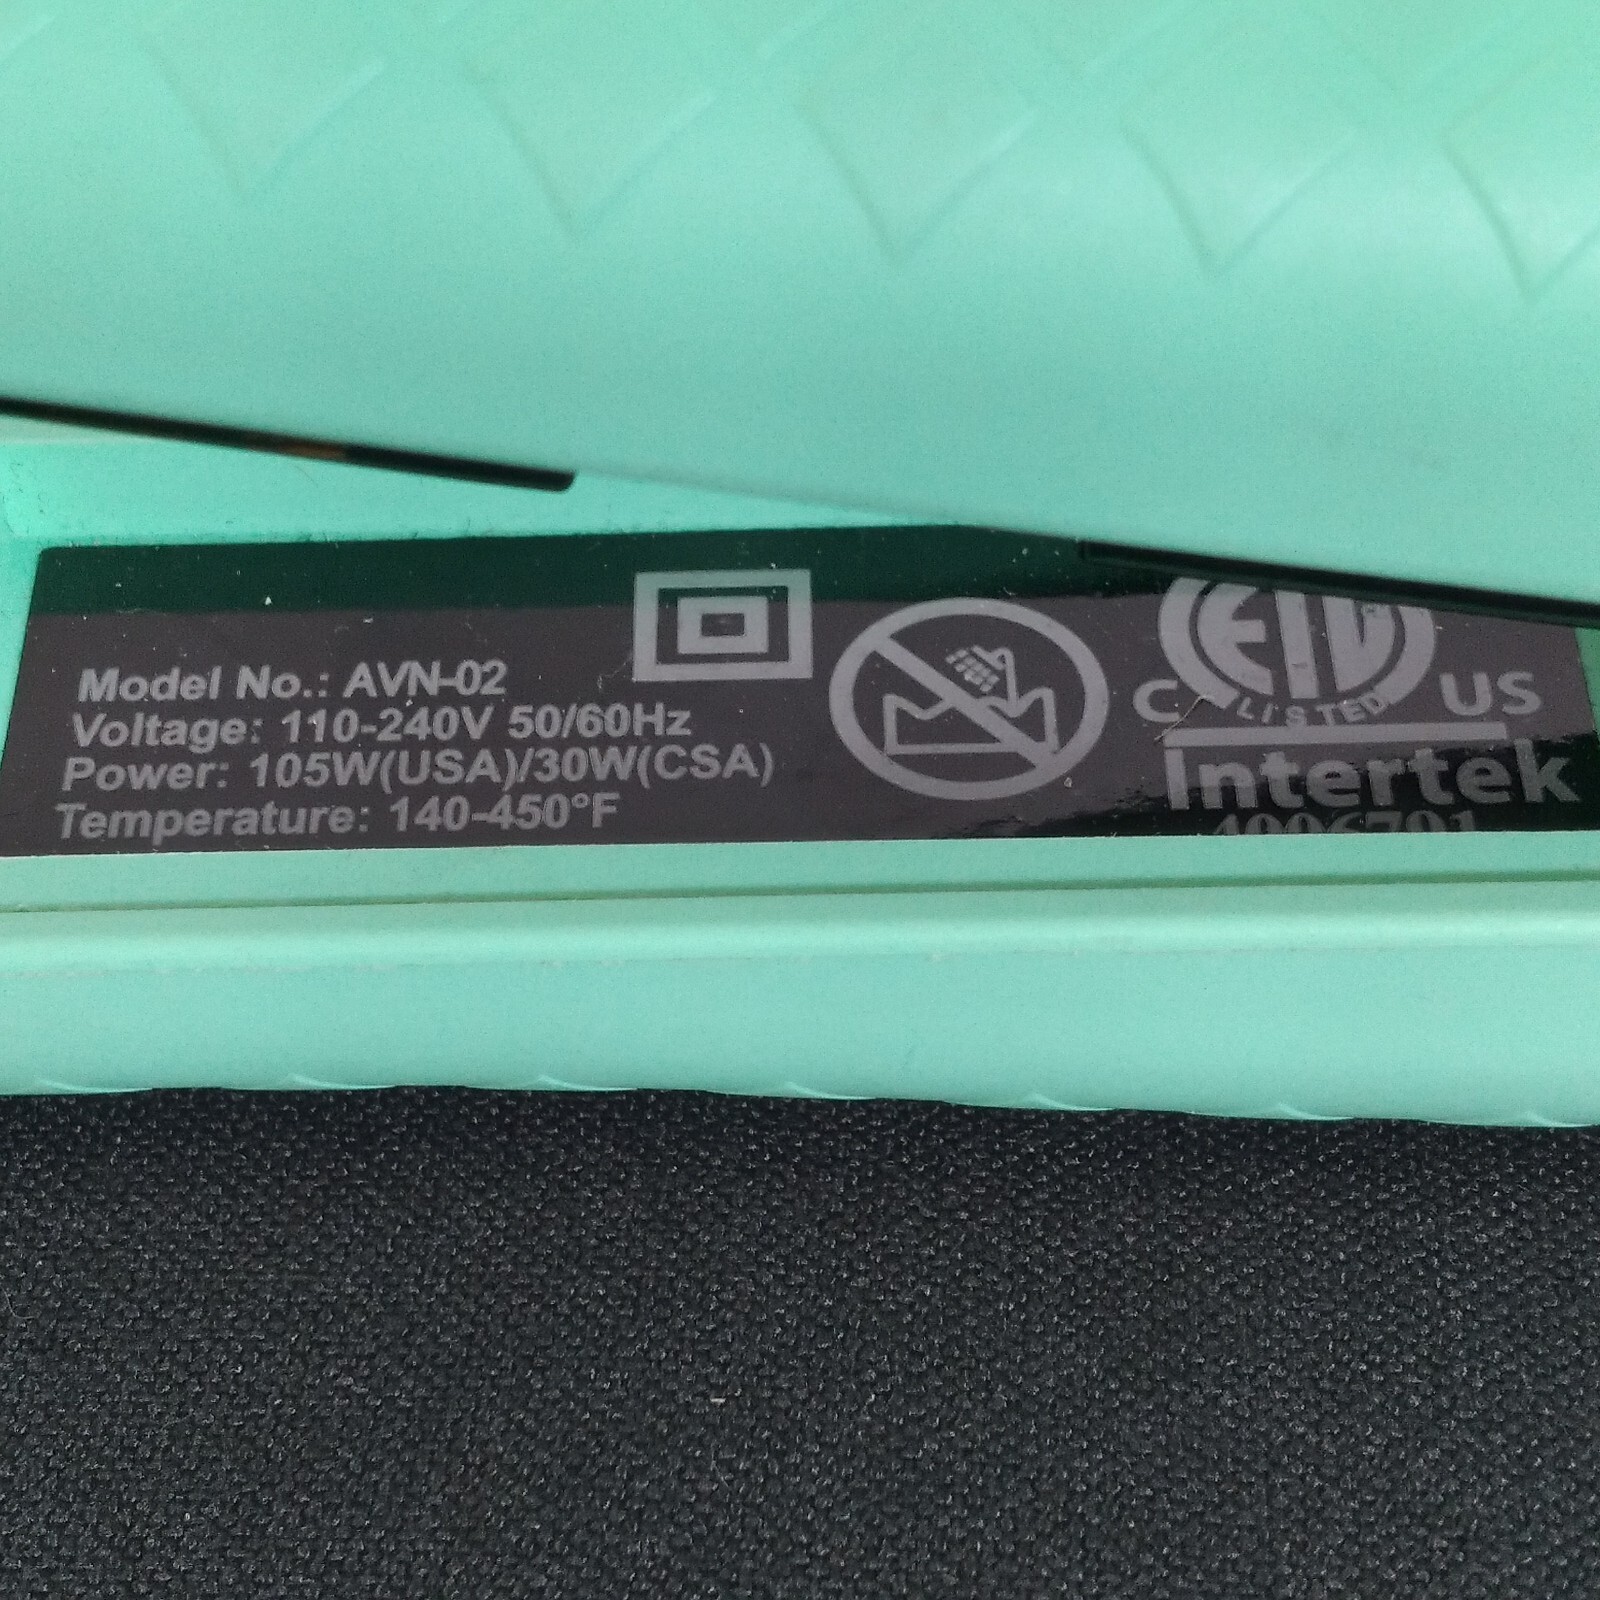 Model No.: AVN-02
Voltage: 110-240V 50/60Hz
Power: 105W(USA)/30W(CSA)
Temperature: 140-450°F
C US
LISTED
Intertek